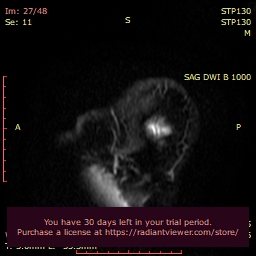 Im: 27/48 STP130
Se: 11 STP130
S M
SAG DWI B 1000
A P
You have 30 days left in your trial period.
Purchase a license at https://radiantviewer.com/store/